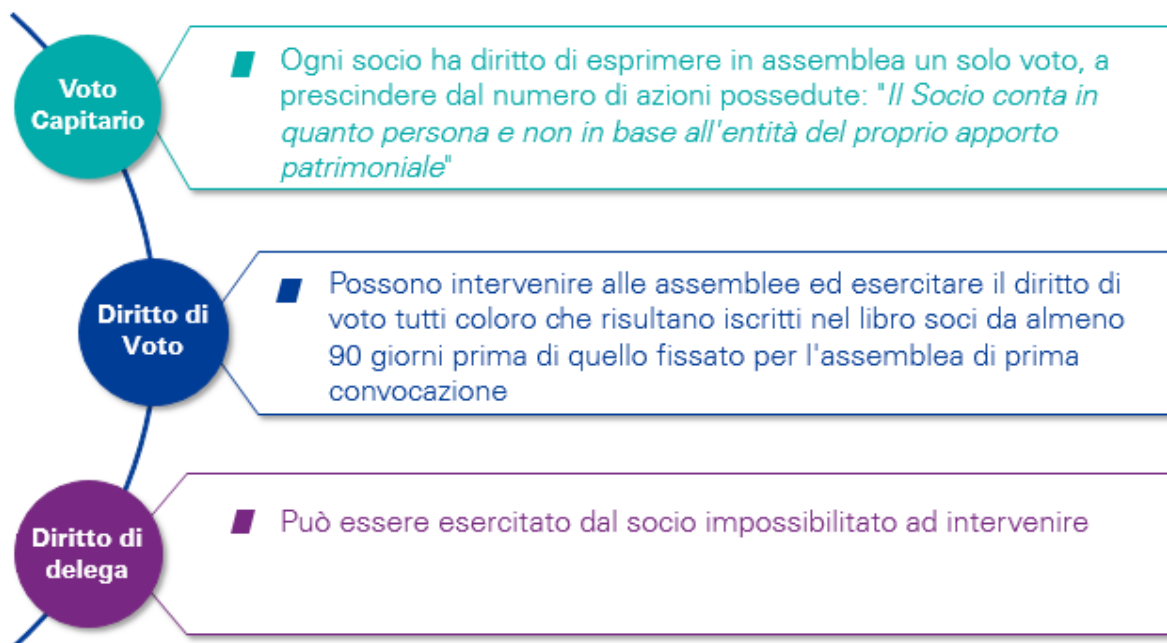 Voto
Capitario
Ogni socio ha diritto di esprimere in assemblea un solo voto, a
prescindere dal numero di azioni possedute: "Il Socio conta in
quanto persona e non in base all'entità del proprio apporto
patrimoniale"
Diritto di
Voto
Possono intervenire alle assemblee ed esercitare il diritto di
voto tutti coloro che risultano iscritti nel libro soci da almeno
90 giorni prima di quello fissato per l'assemblea di prima
convocazione
Diritto di
delega
Può essere esercitato dal socio impossibilitato ad intervenire